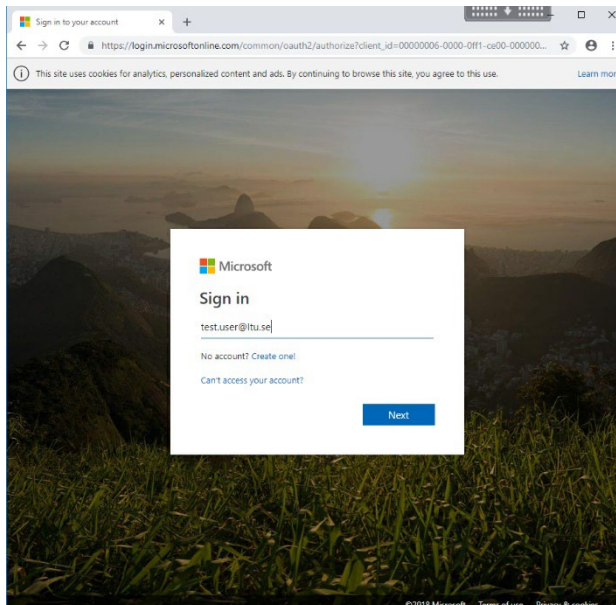 Sign in to your account
https://login.microsoftonline.com/common/oauth2/authorize?client_id=00000006-0000-0ff1-ce00-000000...
This site uses cookies for analytics, personalized content and ads. By continuing to browse this site, you agree to this use.
Learn mor
Microsoft
Sign in
test.user@ltu.se
No account? Create one!
Can't access your account?
Next
©2018 Microsoft Terms of use Privacy & cookies